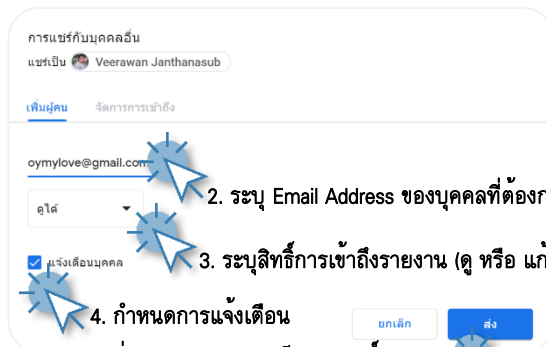 การแชร์กับบุคคลอื่น
แชร์เป็น Veerawan Janthanasub
เพิ่มผู้คน จัดการการเข้าถึง
oymylove@gmail.com
2. ระบุ Email Address ของบุคคลที่ต้อง
ดูได้
3. ระบุสิทธิ์การเข้าถึงรายงาน (ดู หรือ แก้
แจ้งเตือนบุคคล
4. กำหนดการแจ้งเตือน
ยกเลิก ส่ง